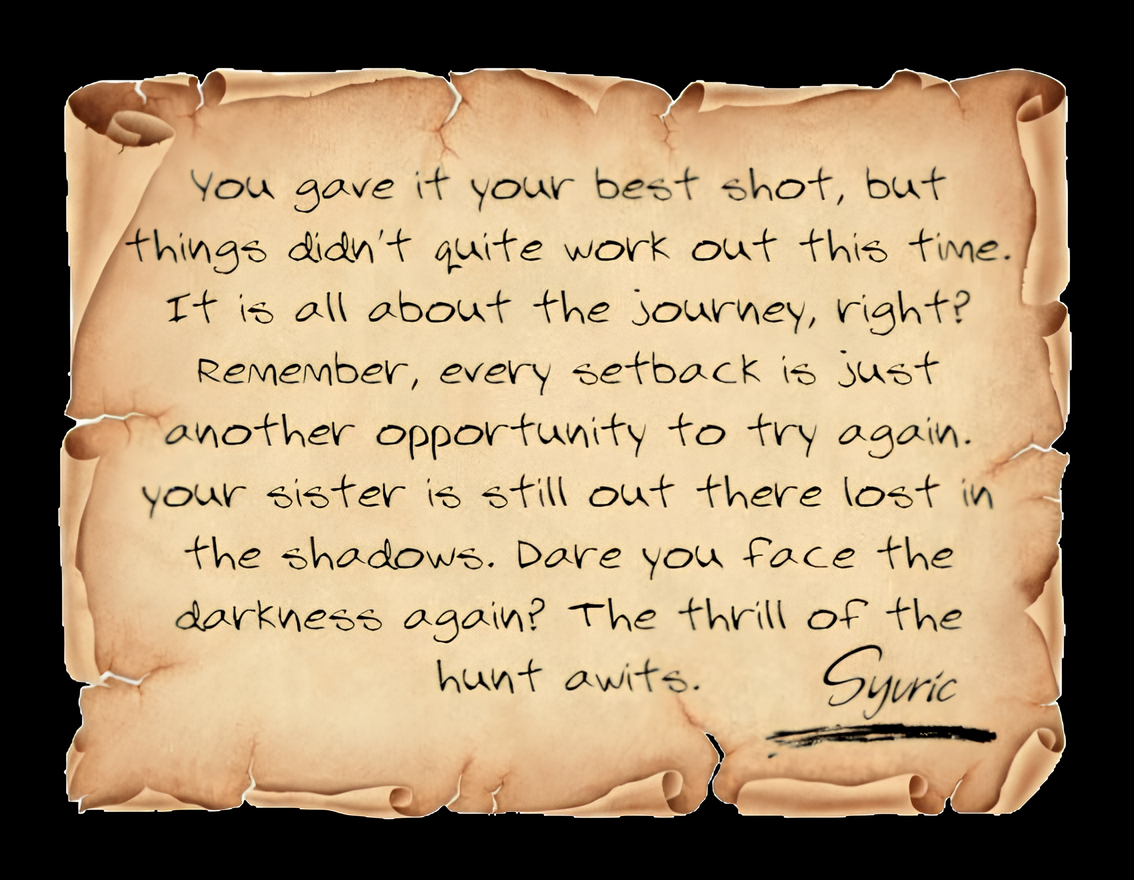 You gave it your best shot, but
things didn't quite work out this time.
It is all about the journey, right?
Remember, every setback is just
another opportunity to try again.
your sister is still out there lost in
the shadows. Dare you face the
darkness again? The thrill of the
hunt awits.
Syuric